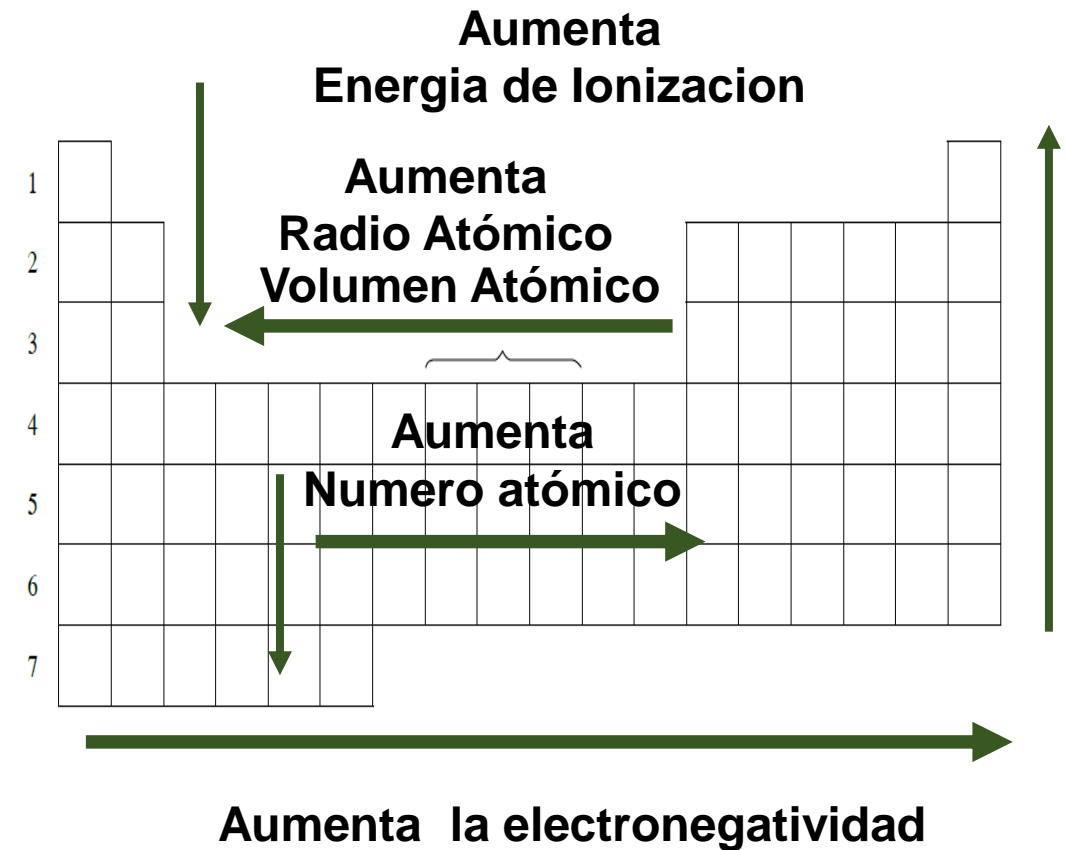 Aumenta
Energia de Ionizacion
1
Aumenta
Radio Atómico
2
Volumen Atómico
3
4
Aumenta
Numero atómico
5
6
7
Aumenta la electronegatividad